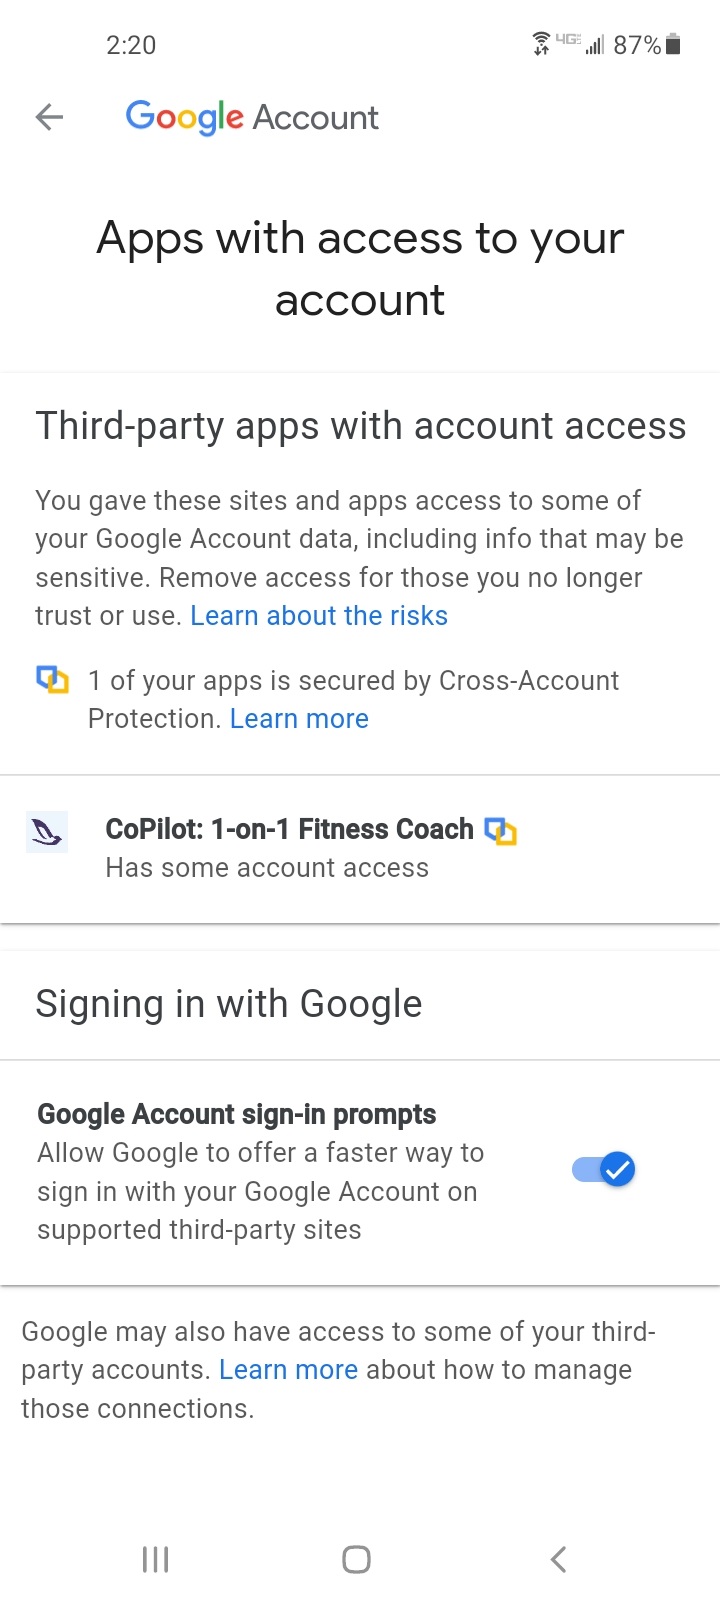 2:20
4G 87%
Google Account
Apps with access to your
account
Third-party apps with account access
You gave these sites and apps access to some of
your Google Account data, including info that may be
sensitive. Remove access for those you no longer
trust or use. Learn about the risks
1 of your apps is secured by Cross-Account
Protection. Learn more
CoPilot: 1-on-1 Fitness Coach
Has some account access
Signing in with Google
Google Account sign-in prompts
Allow Google to offer a faster way to
sign in with your Google Account on
supported third-party sites
Google may also have access to some of your third-
party accounts. Learn more about how to manage
those connections.